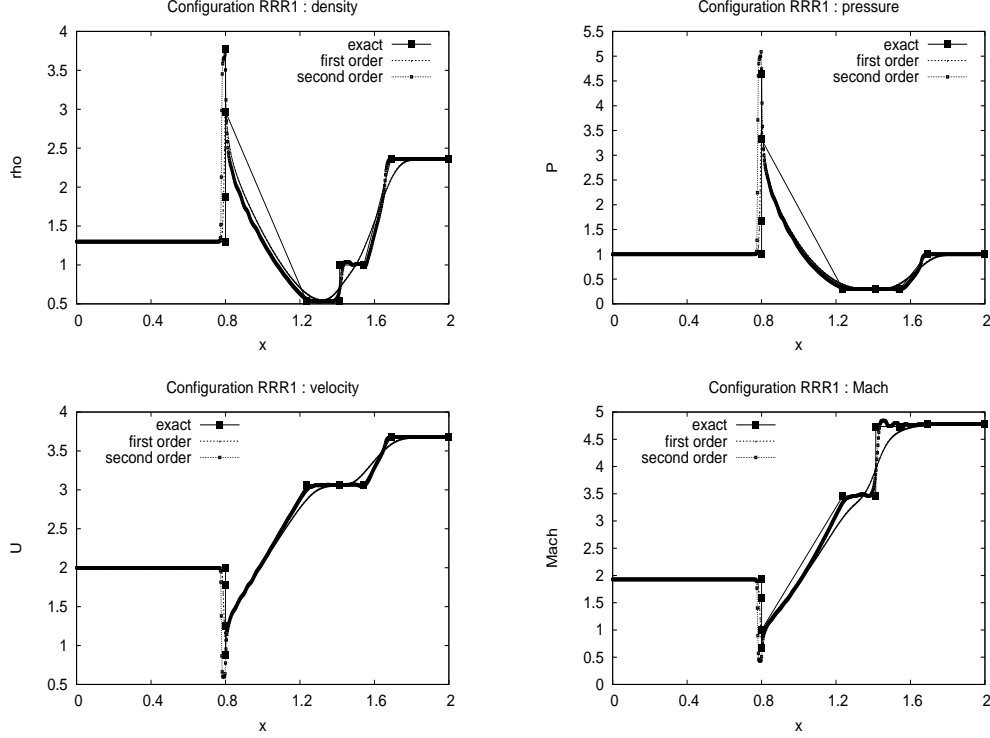 Configuration RRR1 : density
exact
first order
second order
rho
4
3.5
3
2.5
2
1.5
1
0.5
0 0.4 0.8 1.2 1.6 2
x
Configuration RRR1 : pressure
exact
first order
second order
P
5.5
5
4.5
4
3.5
3
2.5
2
1.5
1
0.5
0
0 0.4 0.8 1.2 1.6 2
x
Configuration RRR1 : velocity
exact
first order
second order
U
4
3.5
3
2.5
2
1.5
1
0.5
0 0.4 0.8 1.2 1.6 2
x
Configuration RRR1 : Mach
exact
first order
second order
Mach
5
4.5
4
3.5
3
2.5
2
1.5
1
0.5
0
0 0.4 0.8 1.2 1.6 2
x